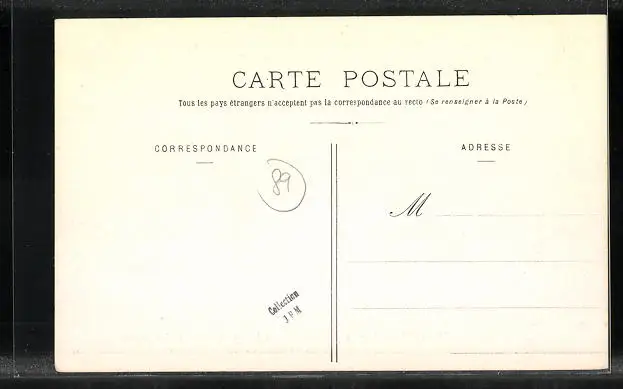 CARTE POSTALE
Tous les pays étrangers n'acceptent pas la correspondance au recto (Se renseigner à la Poste)
CORRESPONDANCE
ADRESSE
89
M
Collection
J P M